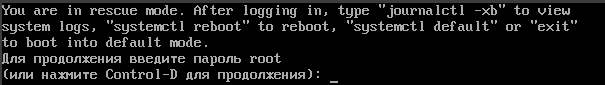 You are in rescue mode. After logging in, type "journalctl -xb" to view
system logs, "systemctl reboot" to reboot, "systemctl default" or "exit"
to boot into default mode.
Для продолжения введите пароль root
(или нажмите Control-D для продолжения): _